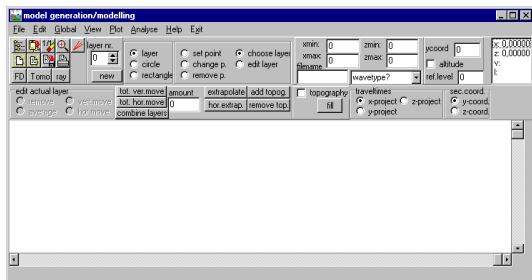 model generation/modelling
File Edit Global View Plot Analyse Help Exit
layer nr.
0
new
FD Tomo ray
layer
circle
rectangle
set point
change p.
remove p.
choose layer
edit layer
xmin: 0
xmax: 0
zmin: 0
zmax: 0
filename
wavetype?
ycoord 0
altitude
ref.level 0
x: 0,00000
z: 0,00000
v:
l:
edit actual layer
remove
vert.move
average
hor.move
tot. ver.move
tot. hor.move
combine layers
amount
0
extrapolate
add topog.
hor.extrap.
remove top.
topography
fill
traveltimes
x-project
z-project
y-project
sec.coord.
y-coord.
z-coord.